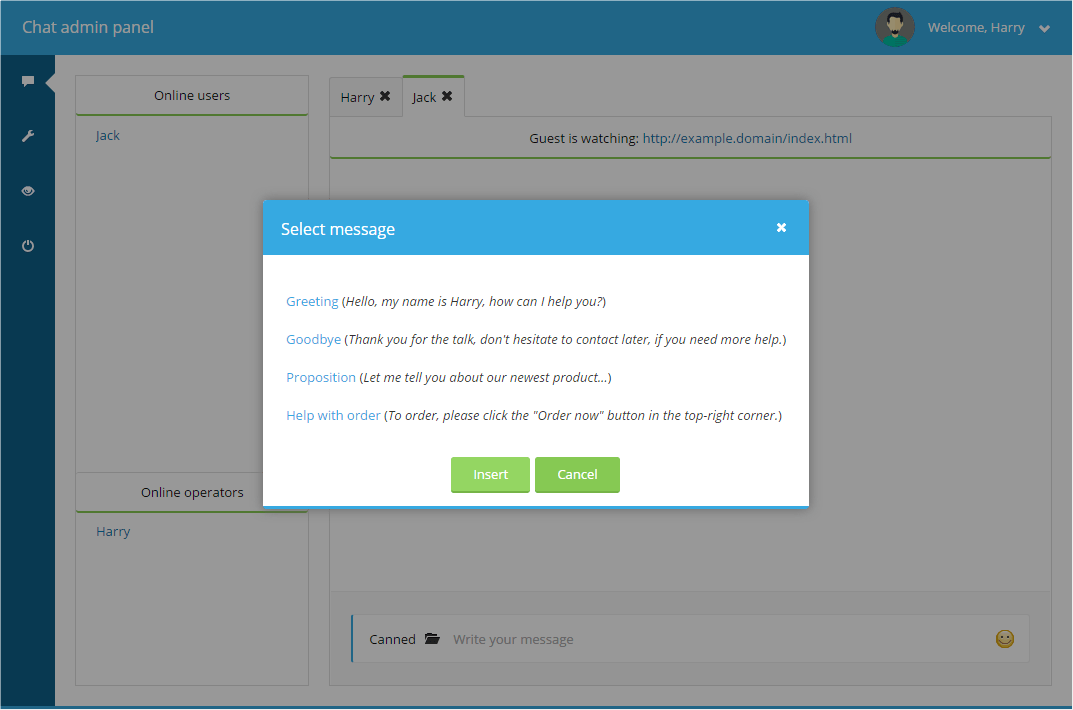 Chat admin panel
Welcome, Harry
Online users
Jack
Harry ✖
Jack ✖
Guest is watching: http://example.domain/index.html
Select message
Greeting (Hello, my name is Harry, how can I help you?)
Goodbye (Thank you for the talk, don't hesitate to contact later, if you need more help.)
Proposition (Let me tell you about our newest product...)
Help with order (To order, please click the "Order now" button in the top-right corner.)
Insert
Cancel
Online operators
Harry
Canned
Write your message